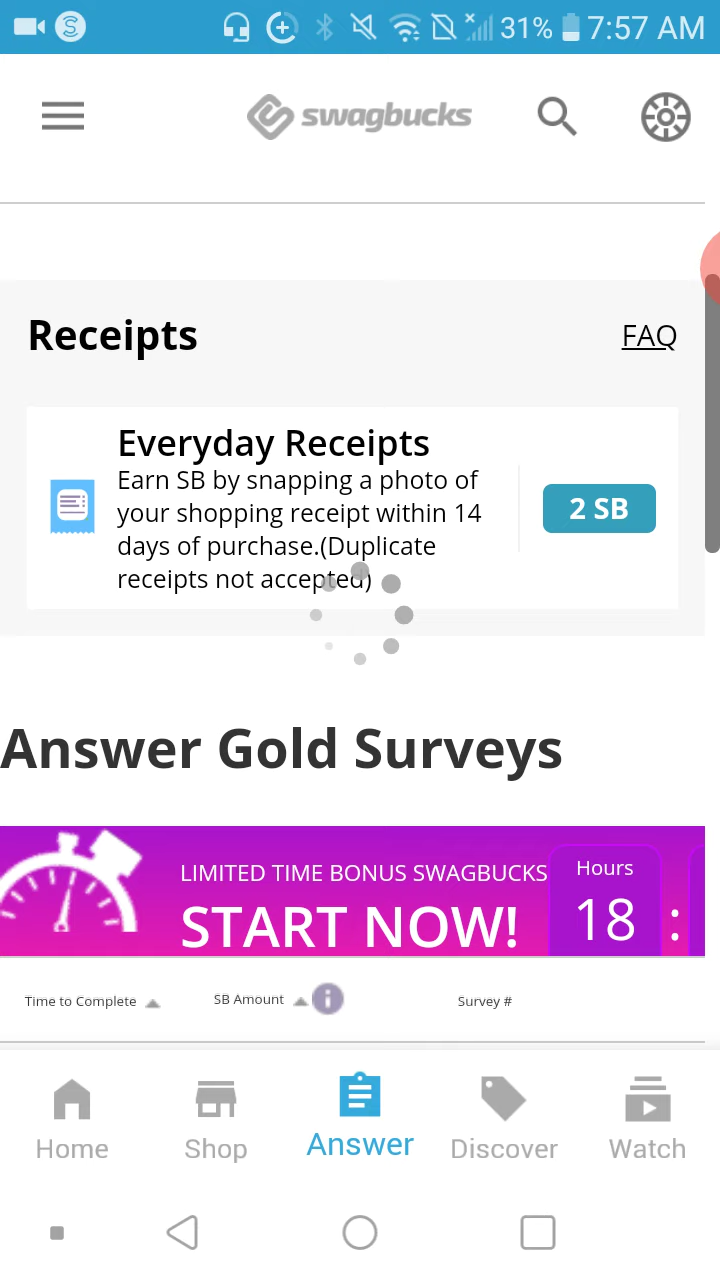 31% 7:57 AM
swagbucks
Receipts
FAQ
Everyday Receipts
Earn SB by snapping a photo of
your shopping receipt within 14
days of purchase.(Duplicate
receipts not accepted)
2 SB
Answer Gold Surveys
LIMITED TIME BONUS SWAGBUCKS
START NOW!
Hours
18 :
Time to Complete
SB Amount
Survey #
Home
Shop
Answer
Discover
Watch